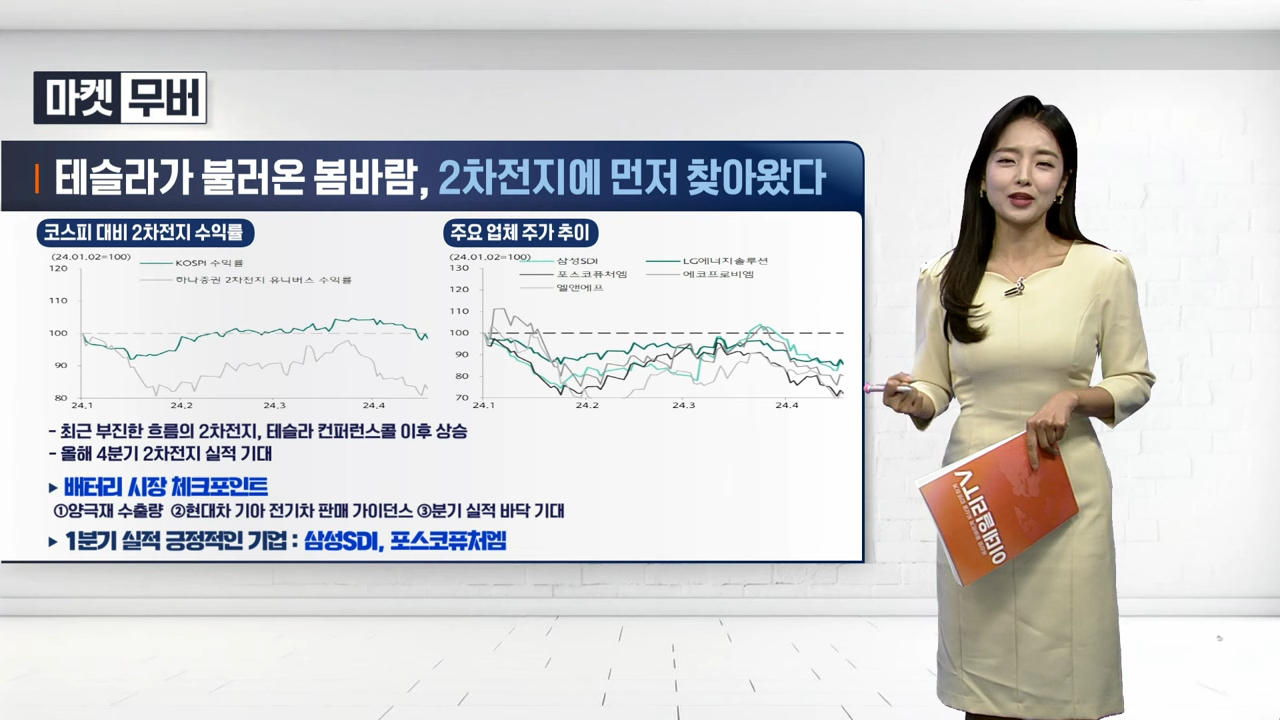 마켓 무버
테슬라가 불러온 봄바람, 2차전지에 먼저 찾아왔다
코스피 대비 2차전지 수익률
(24.01.02=100)
KOSPI 수익률
하나증권 2차전지 유니버스 수익률
120
110
100
90
80
24.1 24.2 24.3 24.4
주요 업체 주가 추이
(24.01.02=100)
삼성SDI LG에너지솔루션
포스코퓨처엠 에코프로비엠
엘앤에프
130
120
110
100
90
80
70
24.1 24.2 24.3 24.4
- 최근 부진한 흐름의 2차전지, 테슬라 컨퍼런스콜 이후 상승
- 올해 4분기 2차전지 실적 기대
▶ 배터리 시장 체크포인트
①양극재 수출량 ②현대차 기아 전기차 판매 가이던스 ③분기 실적 바닥 기대
▶ 1분기 실적 긍정적인 기업 : 삼성SDI, 포스코퓨처엠
이데일리TV